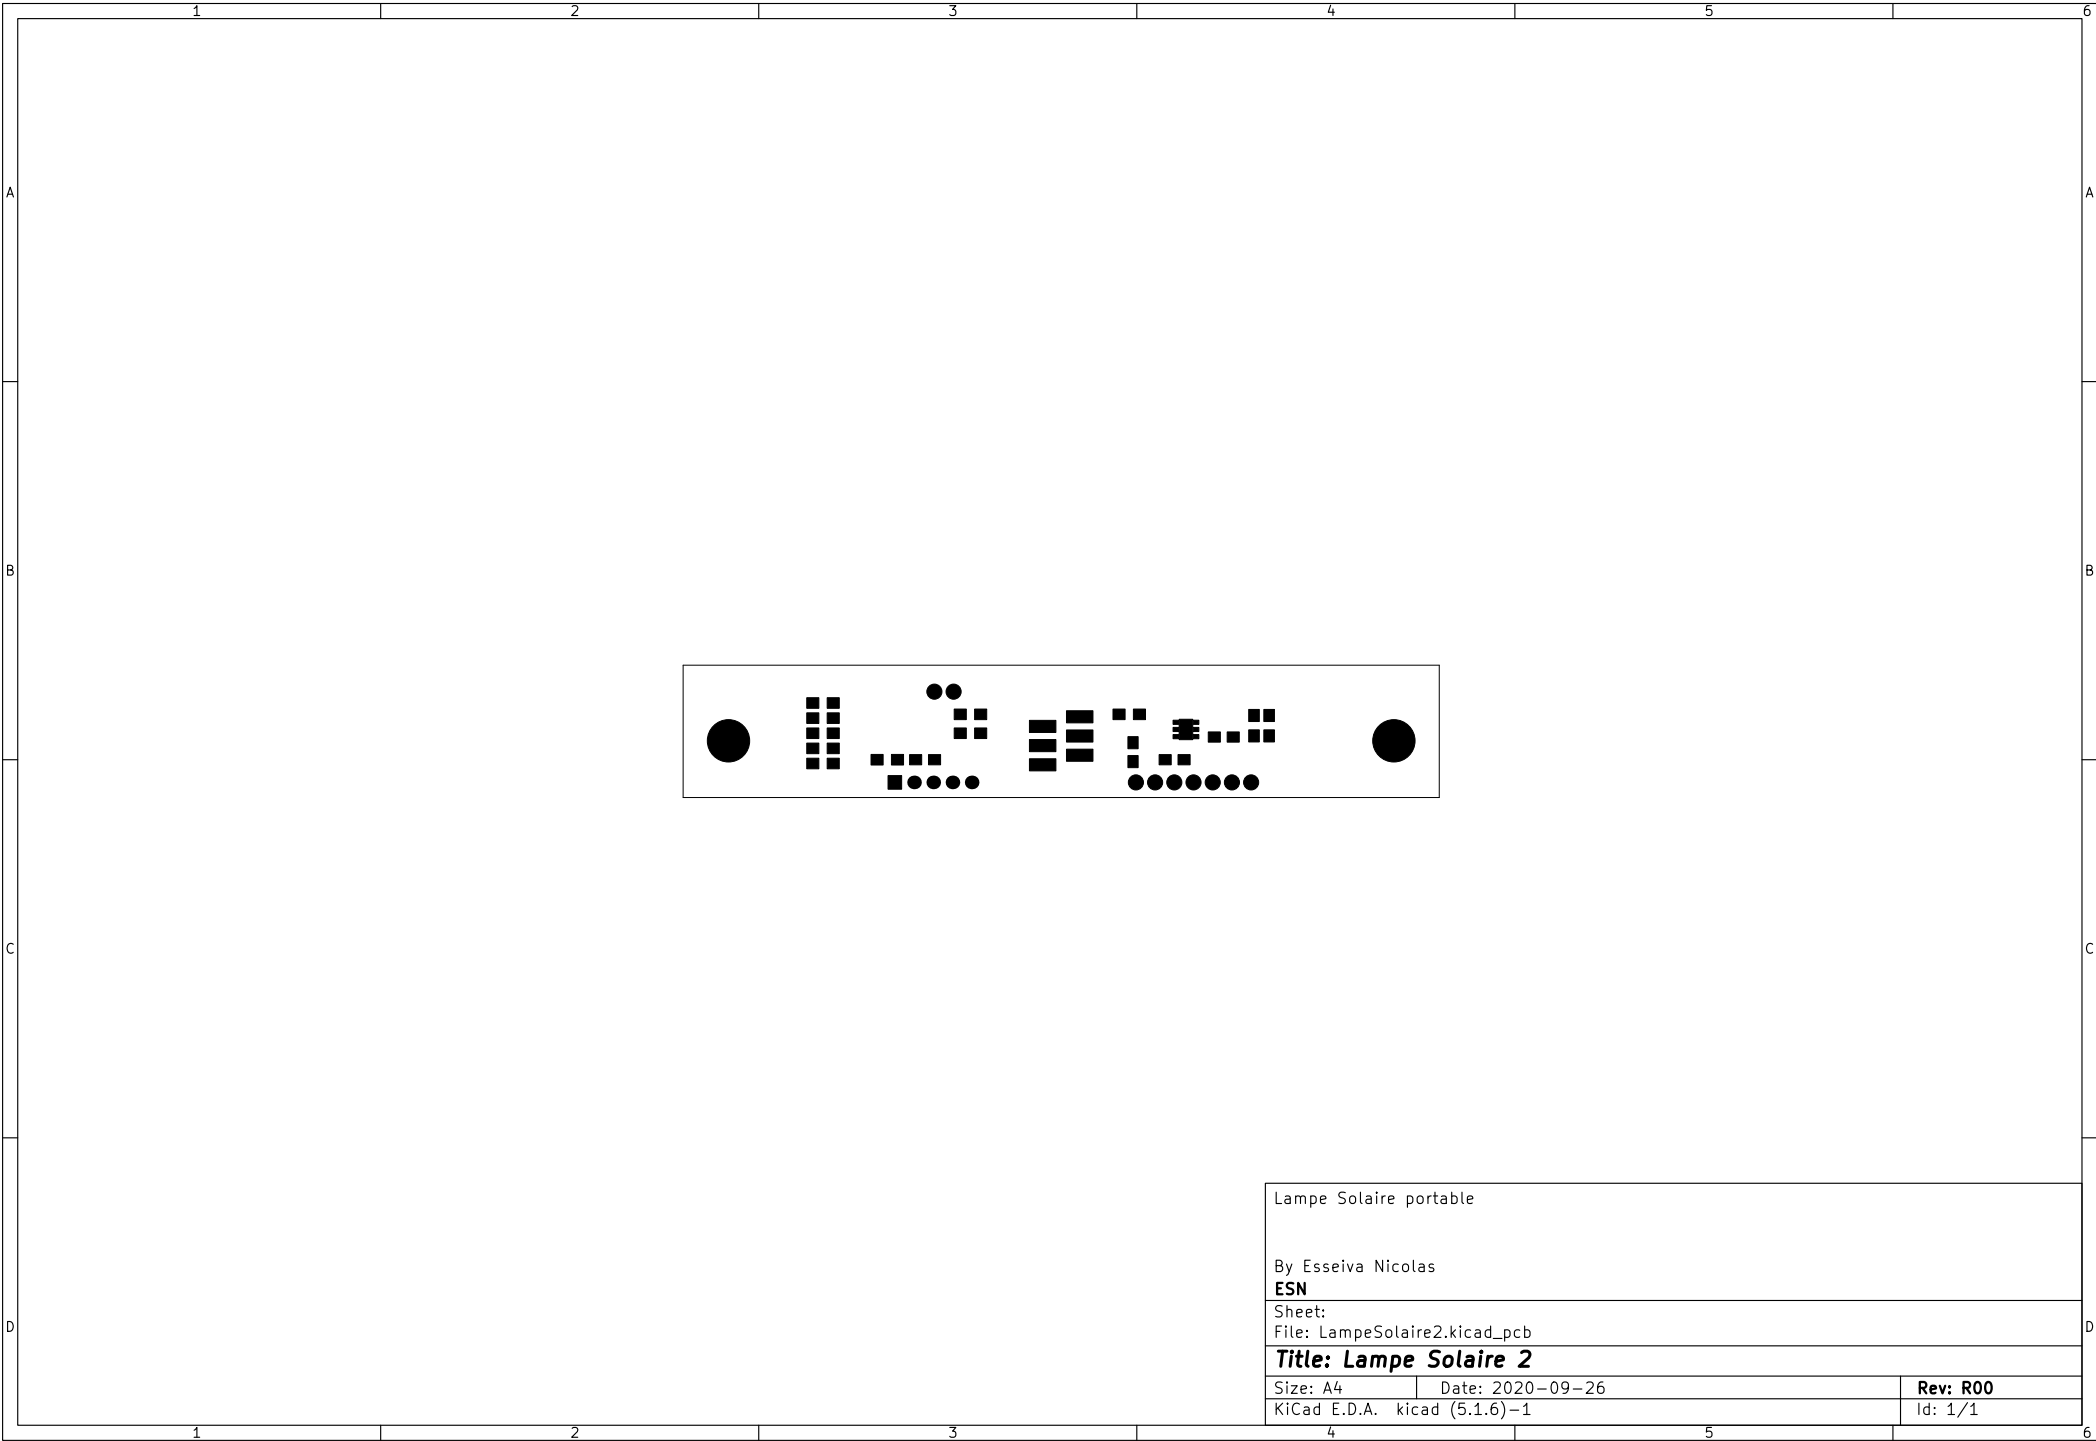 1 2 3 4 5 6
A A
B B
C C
Lampe Solaire portable
By Esseiva Nicolas
ESN
Sheet:
D D
File: LampeSolaire2.kicad_pcb
Title: Lampe Solaire 2
Size: A4 Date: 2020-09-26 Rev: R00
KiCad E.D.A. kicad (5.1.6)-1 Id: 1/1
1 2 3 4 5 6